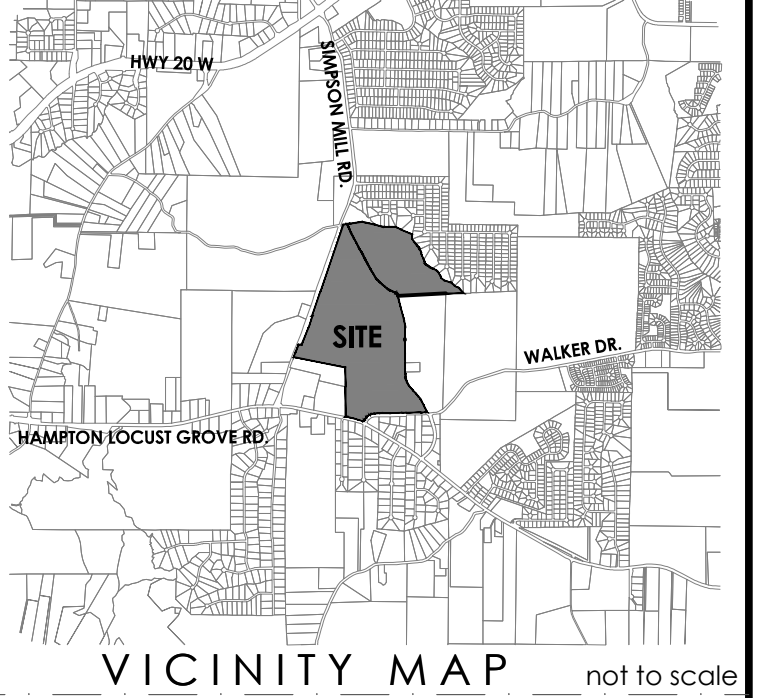 HWY 20 W
SIMPSON MILL RD.
SITE
WALKER DR.
HAMPTON LOCUST GROVE RD.
VICINITY MAP
not to scale